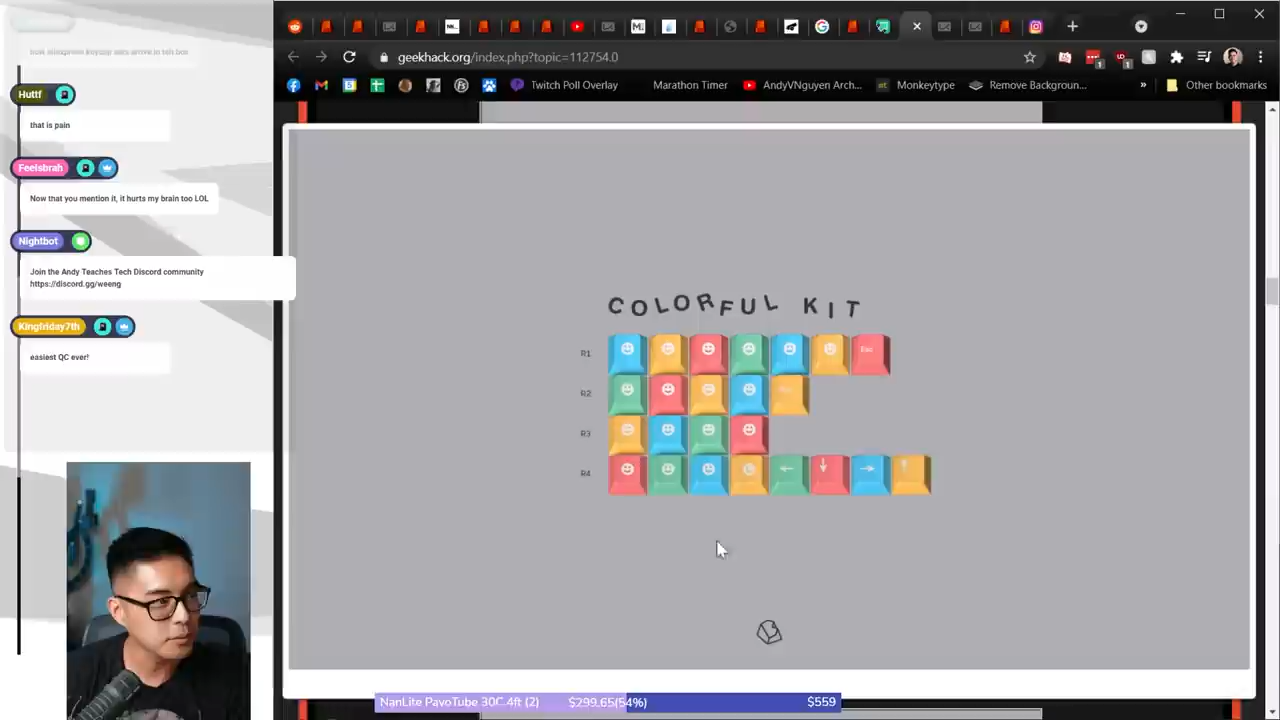 Huttf
that is pain
Feelsbrah
Now that you mention it, it hurts my brain too LOL
Nightbot
Join the Andy Teaches Tech Discord community
https://discord.gg/weeng
Kingfriday7th
easiest QC ever!
geekhack.org/index.php?topic=112754.0
Twitch Poll Overlay
Marathon Timer
AndyVNguyen Arch...
Monkeytype
Remove Backgroun...
»
Other bookmarks
COLORFUL KIT
R1
Esc
R2
R3
R4
NanLite PavoTube 30C 4ft (2) $299.65(54%) $559